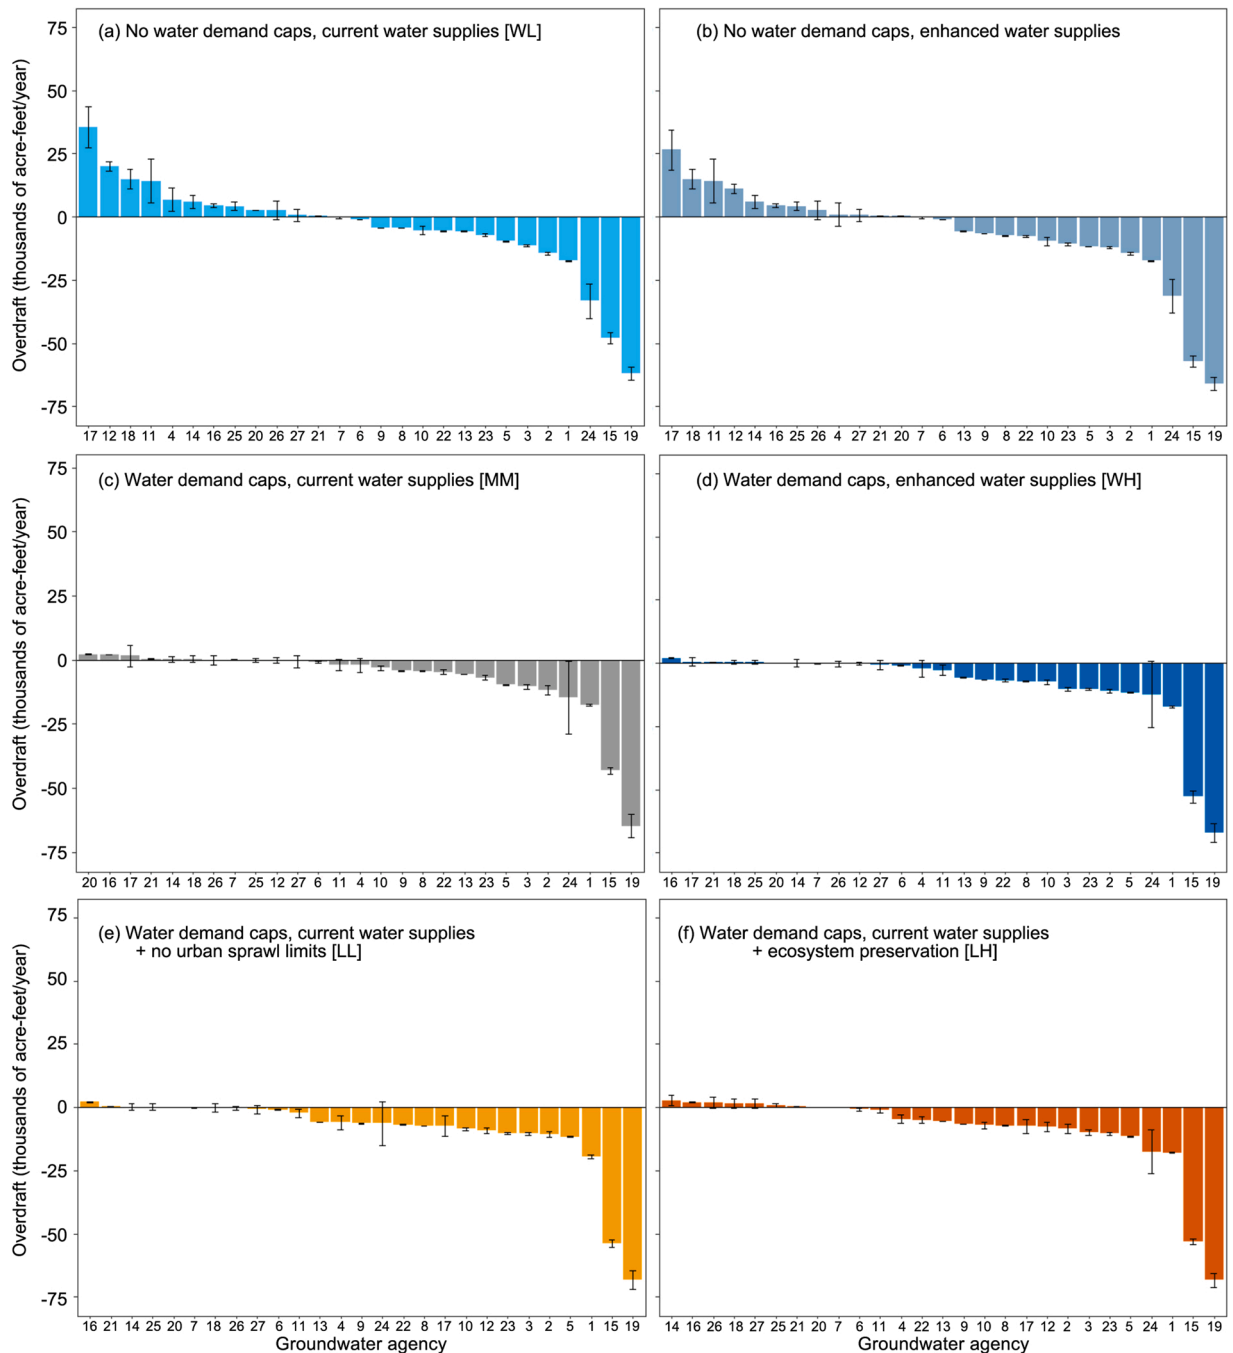 (a) No water demand caps, current water supplies [WL]
(b) No water demand caps, enhanced water supplies
Overdraft (thousands of acre-feet/year)
75
50
25
0
-25
-50
-75
17 12 18 11 4 14 16 25 20 26 27 21 7 6 9 8 10 22 13 23 5 3 2 1 24 15 19
17 18 11 12 14 16 25 26 4 27 21 20 7 6 13 9 8 22 10 23 5 3 2 1 24 15 19
(c) Water demand caps, current water supplies [MM]
(d) Water demand caps, enhanced water supplies [WH]
Overdraft (thousands of acre-feet/year)
75
50
25
0
-25
-50
-75
20 16 17 21 14 18 26 7 25 12 27 6 11 4 10 9 8 22 13 23 5 3 2 24 1 15 19
16 17 21 18 25 20 14 7 26 12 27 6 4 11 13 9 22 8 10 3 23 2 5 24 1 15 19
(e) Water demand caps, current water supplies
+ no urban sprawl limits [LL]
(f) Water demand caps, current water supplies
+ ecosystem preservation [LH]
Overdraft (thousands of acre-feet/year)
75
50
25
0
-25
-50
-75
16 21 14 25 20 7 18 26 27 6 11 13 4 9 24 22 8 17 10 12 23 3 2 5 1 15 19
14 16 26 18 27 25 21 20 7 6 11 4 22 13 9 10 8 17 12 2 3 23 5 24 1 15 19
Groundwater agency
Groundwater agency